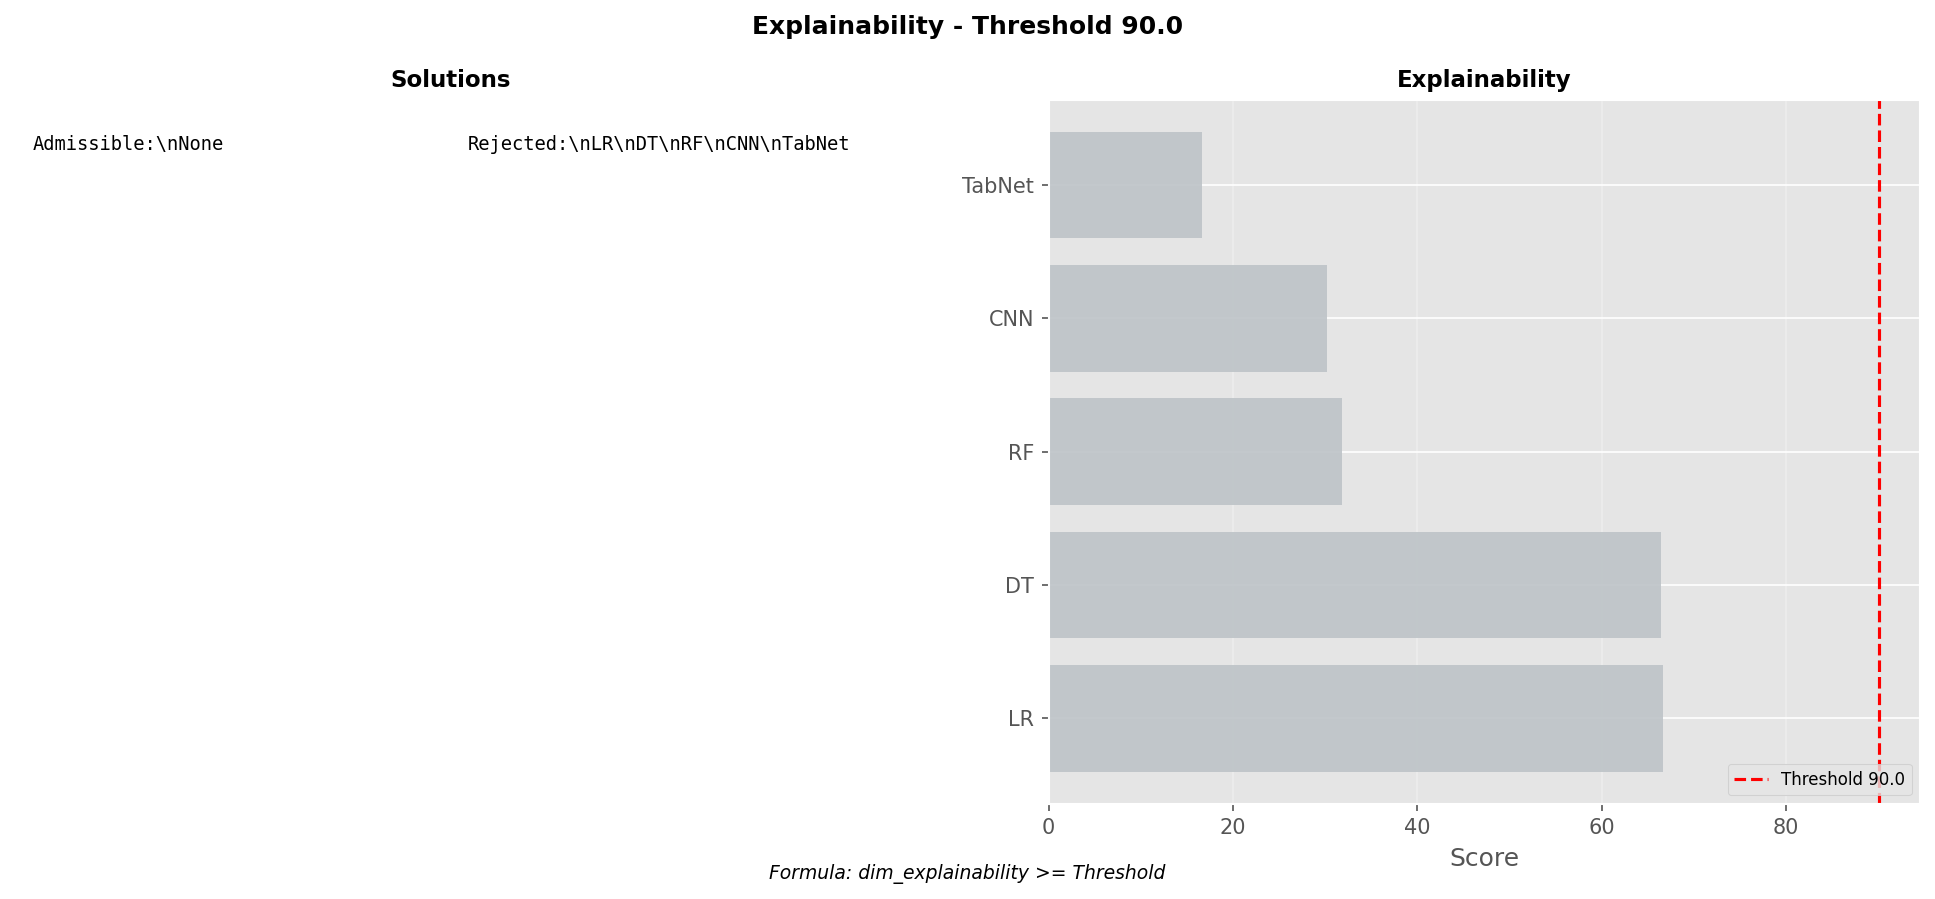 Explainability - Threshold 90.0
Solutions
Admissible:\nNone
Rejected:\nLR\nDT\nRF\nCNN\nTabNet
Explainability
TabNet
CNN
RF
DT
LR
Threshold 90.0
0 20 40 60 80
Score
Formula: dim_explainability >= Threshold